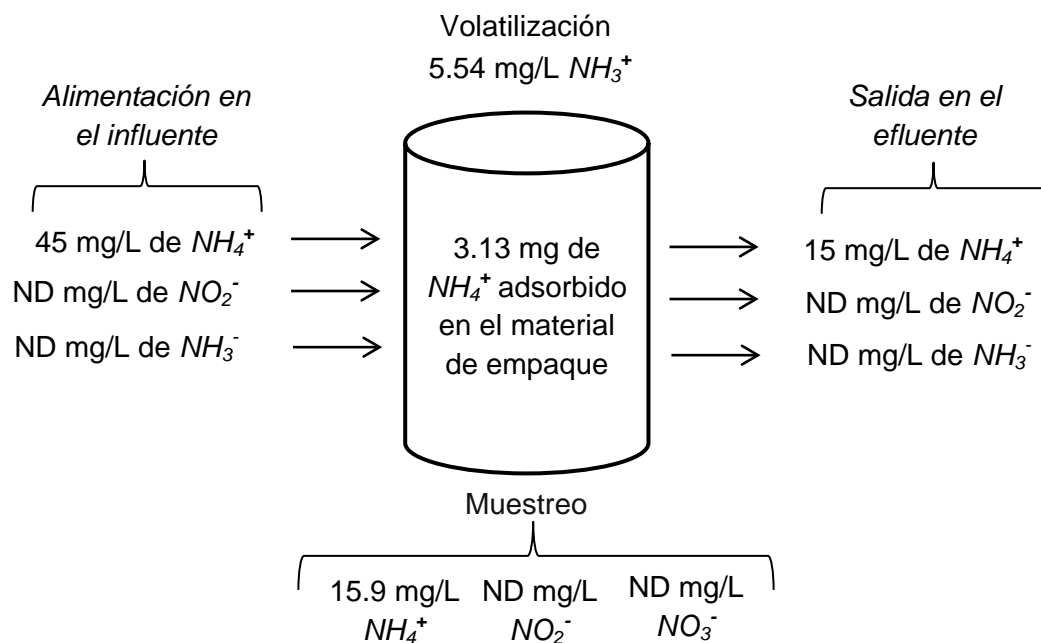 Volatilización
5.54 mg/L NH₃⁺
Alimentación en
el influente
45 mg/L de NH₄⁺
ND mg/L de NO₂⁻
ND mg/L de NH₃⁻
3.13 mg de
NH₄⁺ adsorbido
en el material
de empaque
Salida en el
efluente
15 mg/L de NH₄⁺
ND mg/L de NO₂⁻
ND mg/L de NH₃⁻
Muestreo
15.9 mg/L ND mg/L ND mg/L
NH₄⁺ NO₂⁻ NO₃⁻